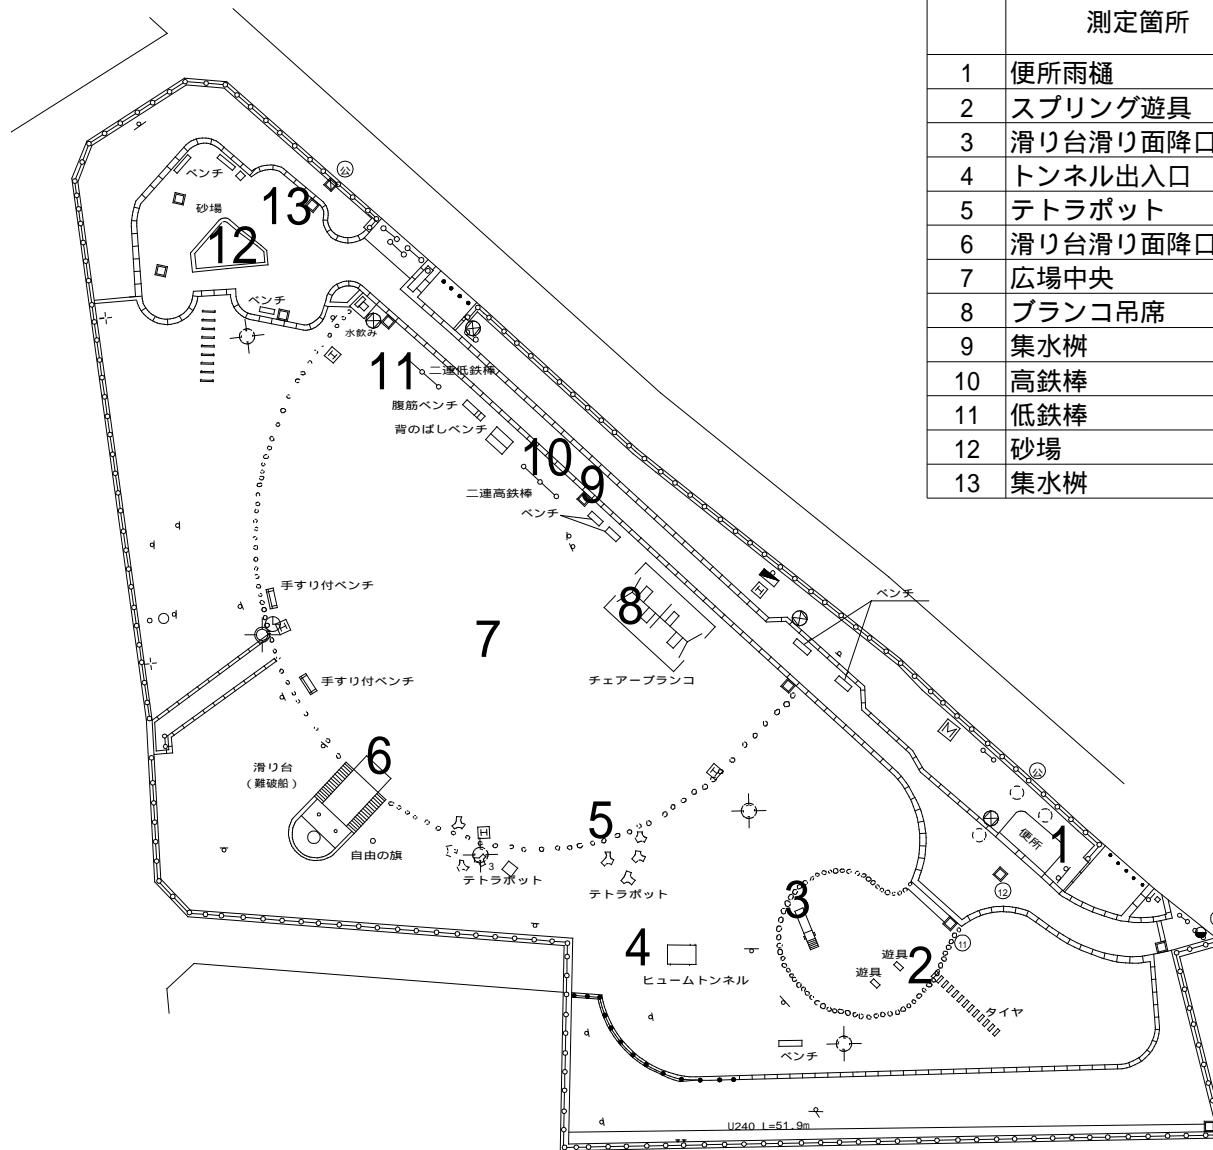 測定箇所
1 便所雨樋
2 スプリング遊具
3 滑り台滑り面降口
4 トンネル出入口
5 テトラポット
6 滑り台滑り面降口
7 広場中央
8 ブランコ吊席
9 集水桝
10 高鉄棒
11 低鉄棒
12 砂場
13 集水桝
公
ベンチ
砂場
13
12
ベンチ
水飲み
11
二連低鉄棒
腹筋ベンチ
背のばしベンチ
10
9
二連高鉄棒
ベンチ
手すり付ベンチ
8
ベンチ
7
手すり付ベンチ
チェアーブランコ
6
滑り台
(難破船)
M
公
5
便所
1
自由の旗
3
テトラポット
テトラポット
3
12
4
11
ヒュームトンネル
遊具
2
遊具
タイヤ
ベンチ
U240 L=51.9m